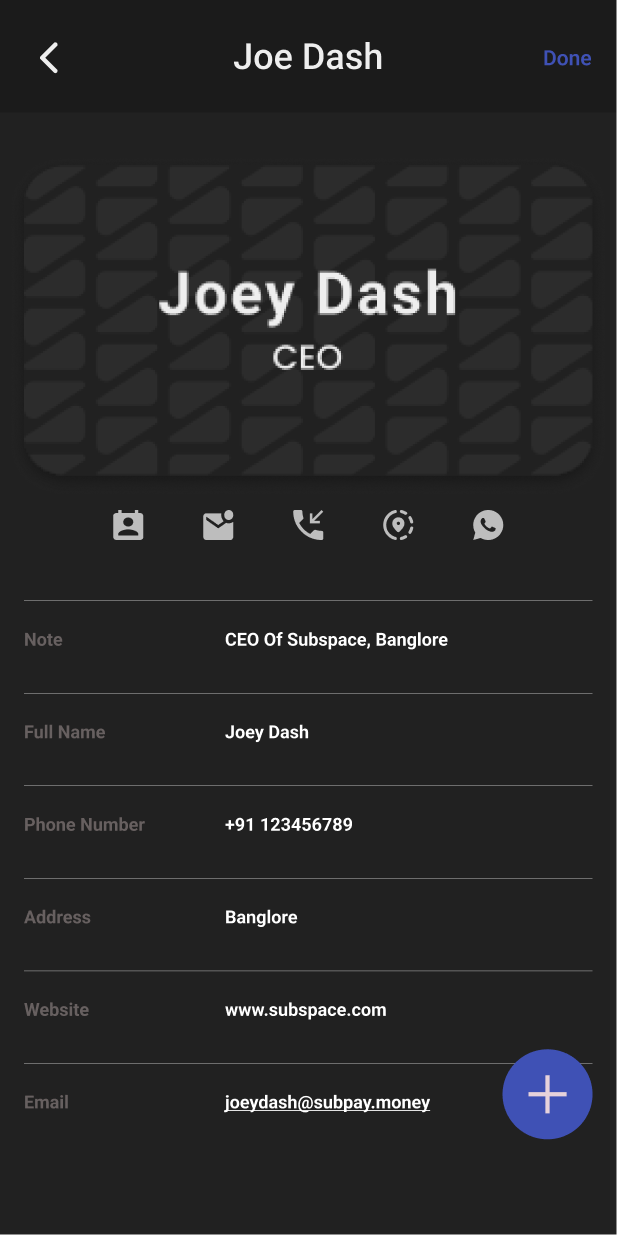 Joe Dash
Done
Joey Dash
CEO
Note
CEO Of Subspace, Banglore
Full Name
Joey Dash
Phone Number
+91 123456789
Address
Banglore
Website
www.subspace.com
Email
joeydash@subpay.money